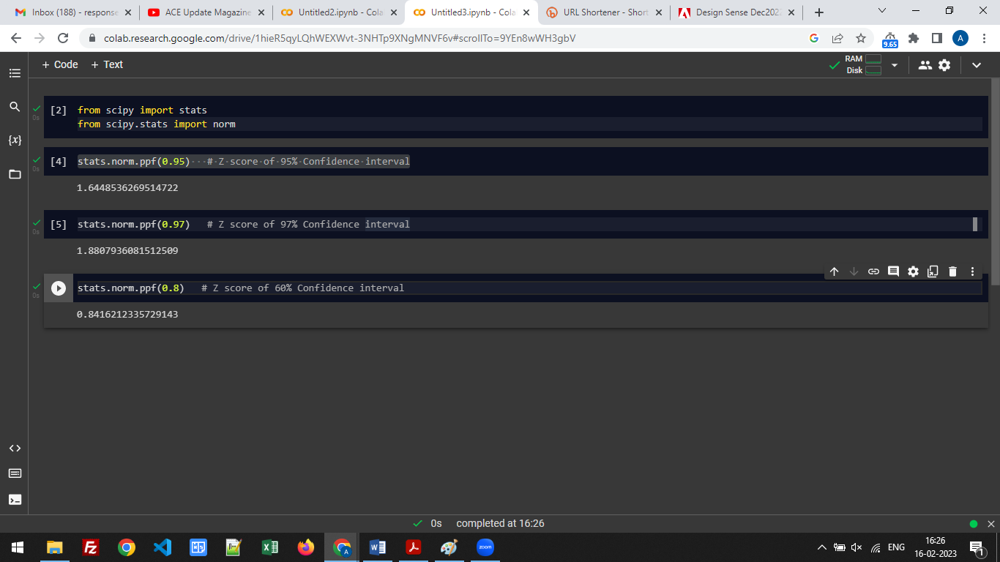 Inbox (188) - response
ACE Update Magazine
Untitled2.ipynb - Cola
Untitled3.ipynb - Cola
URL Shortener - Short
Design Sense Dec202
colab.research.google.com/drive/1hieR5qyLQhWEXWvt-3NHTp9XNgMNVF6v#scrollTo=9YEn8wWH3gbV
9.65
A
+ Code + Text
RAM
Disk
[2] from scipy import stats
0s from scipy.stats import norm
[4] stats.norm.ppf(0.95) # Z score of 95% Confidence interval
0s
1.6448536269514722
[5] stats.norm.ppf(0.97) # Z score of 97% Confidence interval
0s
1.8807936081512509
stats.norm.ppf(0.8) # Z score of 60% Confidence interval
0s
0.8416212335729143
{x}
0s completed at 16:26
zoom
ENG
16:26
16-02-2023
1